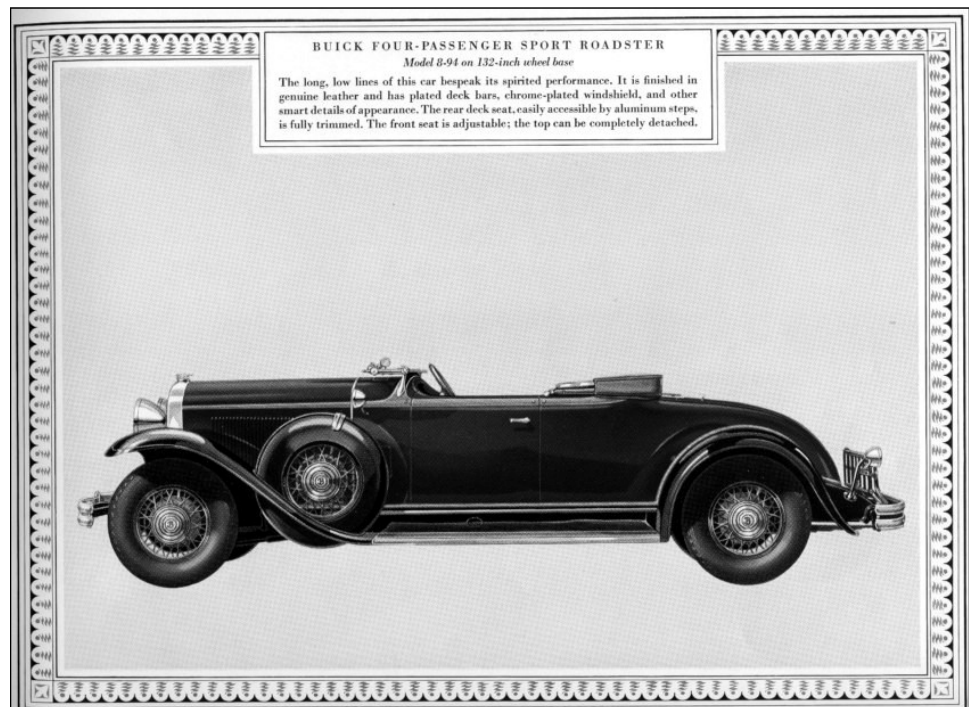 BUICK FOUR-PASSENGER SPORT ROADSTER
Model 8-94 on 132-inch wheel base
The long, low lines of this car bespeak its spirited performance. It is finished in
genuine leather and has plated deck bars, chrome-plated windshield, and other
smart details of appearance. The rear deck seat, easily accessible by aluminum steps,
is fully trimmed. The front seat is adjustable; the top can be completely detached.